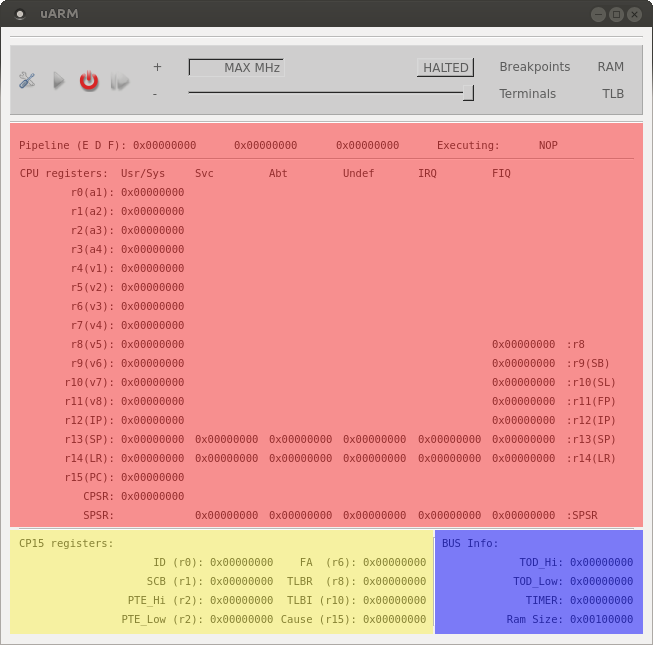 uARM
+ MAX MHz HALTED Breakpoints RAM
- Terminals TLB
Pipeline (E D F): 0x00000000 0x00000000 0x00000000 Executing: NOP
CPU registers: Usr/Sys Svc Abt Undef IRQ FIQ
r0(a1): 0x00000000
r1(a2): 0x00000000
r2(a3): 0x00000000
r3(a4): 0x00000000
r4(v1): 0x00000000
r5(v2): 0x00000000
r6(v3): 0x00000000
r7(v4): 0x00000000
r8(v5): 0x00000000 0x00000000 :r8
r9(v6): 0x00000000 0x00000000 :r9(SB)
r10(v7): 0x00000000 0x00000000 :r10(SL)
r11(v8): 0x00000000 0x00000000 :r11(FP)
r12(IP): 0x00000000 0x00000000 :r12(IP)
r13(SP): 0x00000000 0x00000000 0x00000000 0x00000000 0x00000000 0x00000000 :r13(SP)
r14(LR): 0x00000000 0x00000000 0x00000000 0x00000000 0x00000000 0x00000000 :r14(LR)
r15(PC): 0x00000000
CPSR: 0x00000000
SPSR: 0x00000000 0x00000000 0x00000000 0x00000000 0x00000000 :SPSR
CP15 registers:
ID (r0): 0x00000000 FA (r6): 0x00000000
SCB (r1): 0x00000000 TLBR (r8): 0x00000000
PTE_Hi (r2): 0x00000000 TLBI (r10): 0x00000000
PTE_Low (r2): 0x00000000 Cause (r15): 0x00000000
BUS Info:
TOD_Hi: 0x00000000
TOD_Low: 0x00000000
TIMER: 0x00000000
Ram Size: 0x00100000